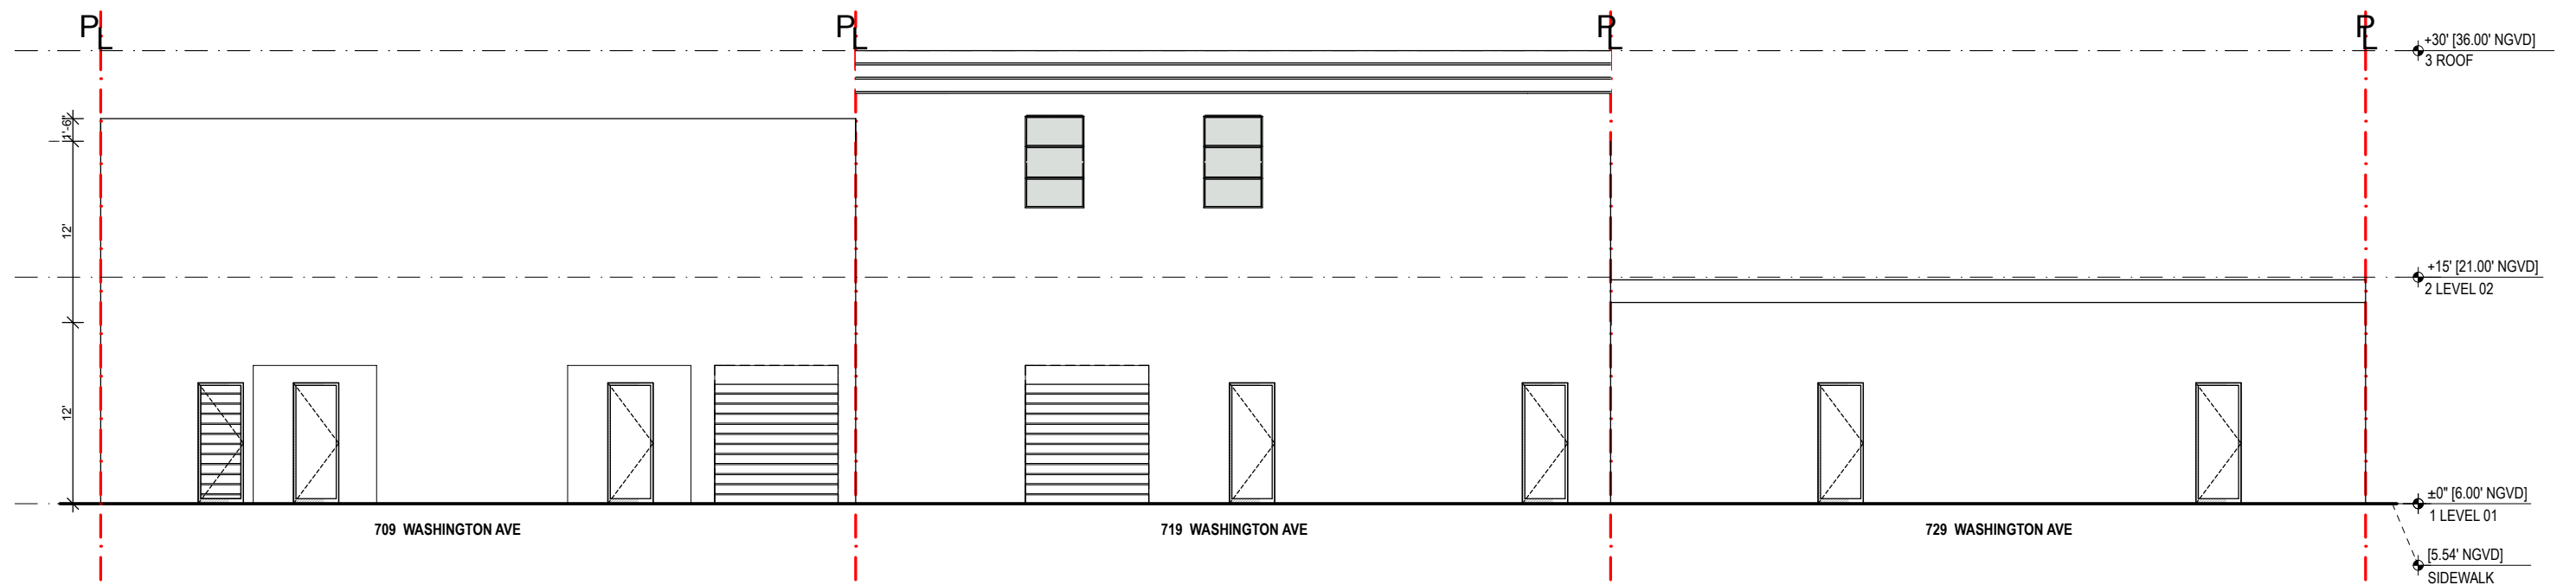 PL
PL
PL
PL
+30' [36.00' NGVD]
3 ROOF
1'-6"
12'
+15' [21.00' NGVD]
2 LEVEL 02
12'
±0" [6.00' NGVD]
1 LEVEL 01
709 WASHINGTON AVE
719 WASHINGTON AVE
729 WASHINGTON AVE
[5.54' NGVD]
SIDEWALK